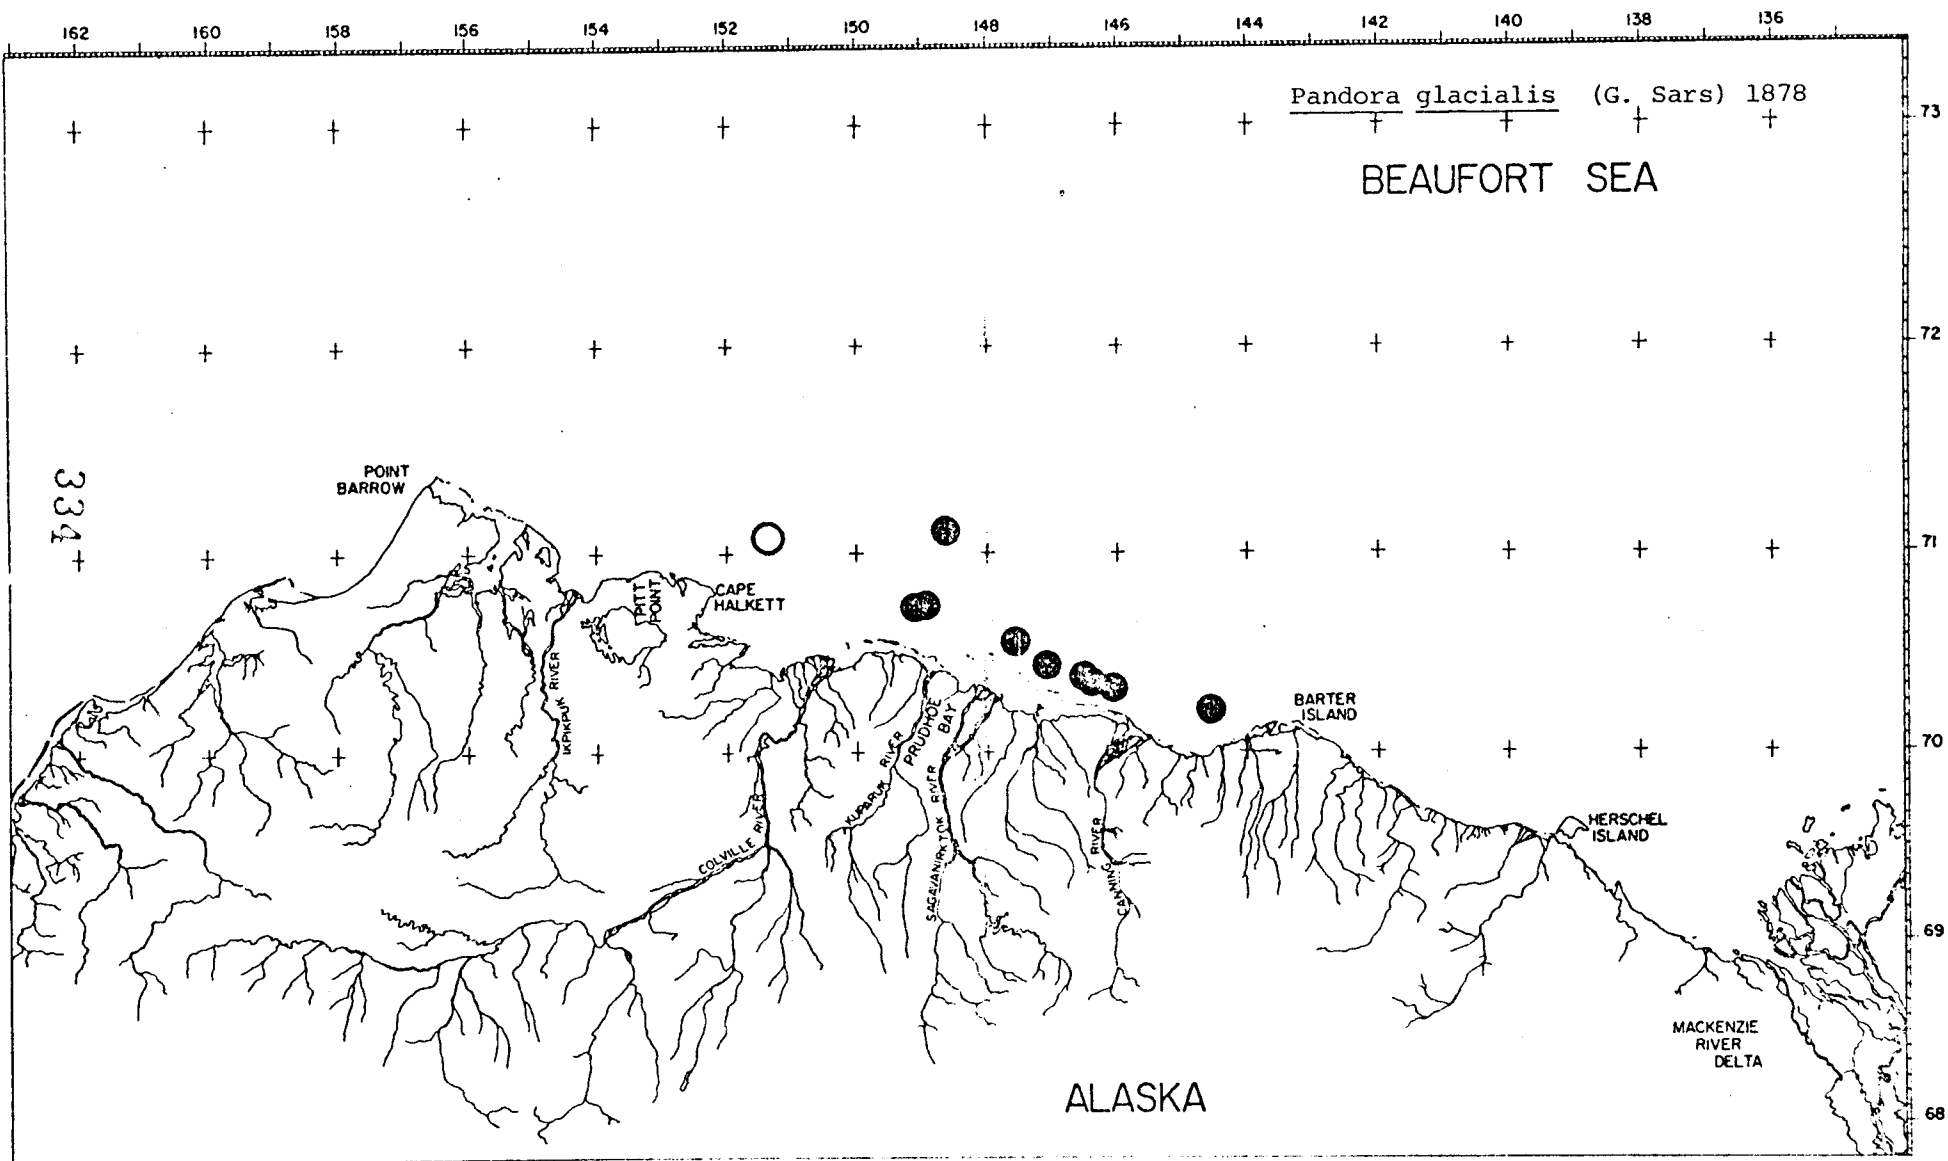 162 160 158 156 154 152 150 148 146 144 142 140 138 136
Pandora glacialis (G. Sars) 1878
73
BEAUFORT SEA
72
334
POINT
BARROW
71
PITT
POINT
CAPE
HALKETT
IKPIKPUK RIVER
BARTER
ISLAND
PRUDHOE
BAY
70
KUPARUK RIVER
COLVILLE RIVER
SAGAVANIRKTOK RIVER
CANNING RIVER
HERSCHEL
ISLAND
69
MACKENZIE
RIVER
DELTA
ALASKA
68